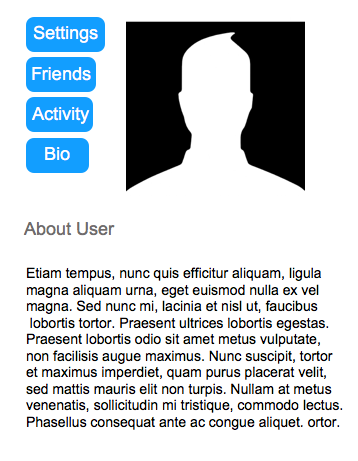 Settings
Friends
Activity
Bio
About User
Etiam tempus, nunc quis efficitur aliquam, ligula
magna aliquam urna, eget euismod nulla ex vel
magna. Sed nunc mi, lacinia et nisl ut, faucibus
lobortis tortor. Praesent ultrices lobortis egestas.
Praesent lobortis odio sit amet metus vulputate,
non facilisis augue maximus. Nunc suscipit, tortor
et maximus imperdiet, quam purus placerat velit,
sed mattis mauris elit non turpis. Nullam at metus
venenatis, sollicitudin mi tristique, commodo lectus.
Phasellus consequat ante ac congue aliquet. ortor.